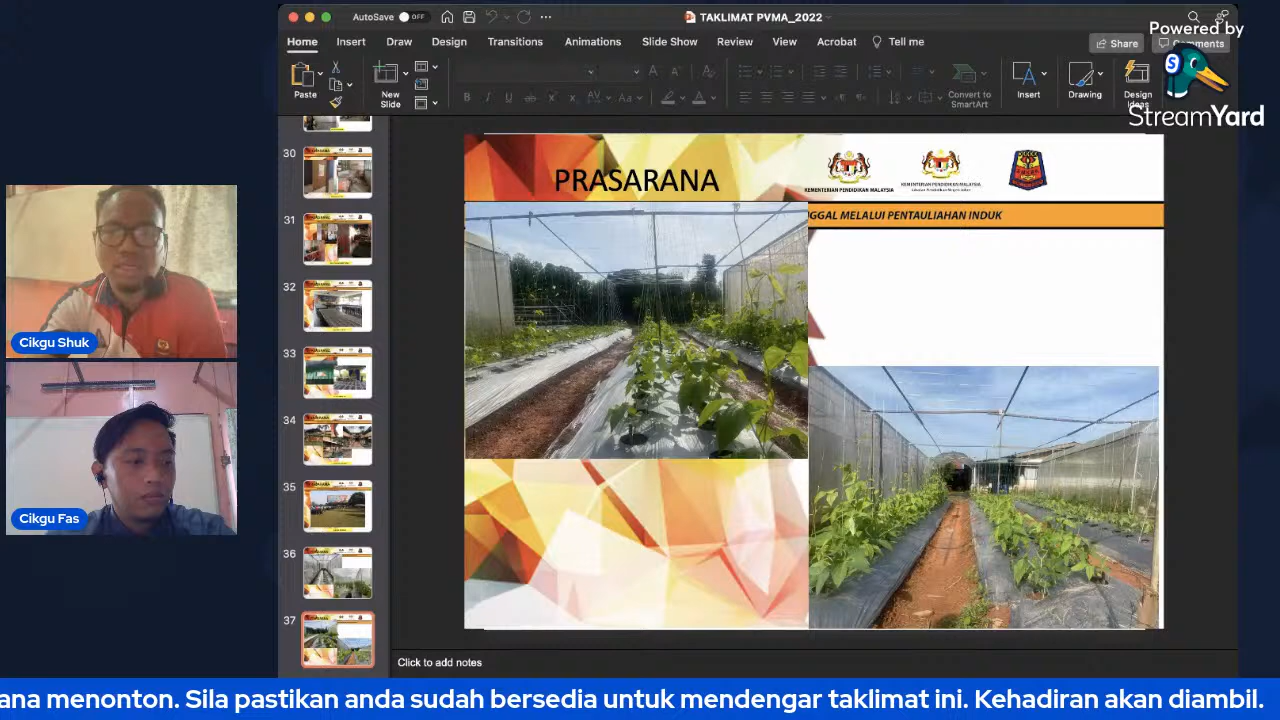 AutoSave OFF
TAKLIMAT PVMA_2022
Powered by
StreamYard
Home Insert Draw Design Transitions Animations Slide Show Review View Acrobat Tell me
Share Comments
Paste
New
Slide
Convert to
SmartArt
Insert
Drawing
Design
Ideas
30
31
32
33
34
35
36
37
PRASARANA
KEMENTERIAN PENDIDIKAN MALAYSIA
KEMENTERIAN PENDIDIKAN MALAYSIA
GGAL MELALUI PENTAULIAHAN INDUK
Cikgu Shuk
Cikgu Fas
Click to add notes
ana menonton. Sila pastikan anda sudah bersedia untuk mendengar taklimat ini. Kehadiran akan diambil.